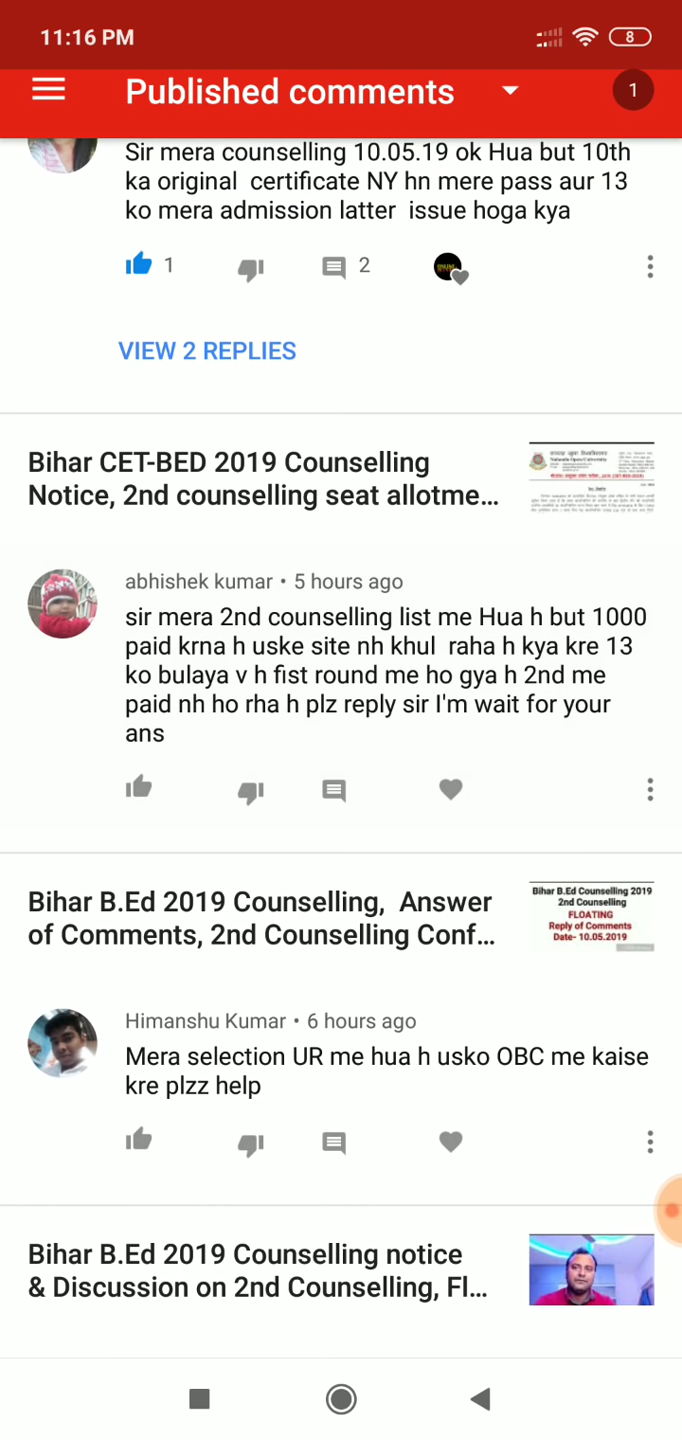 11:16 PM
8
Published comments
1
Sir mera counselling 10.05.19 ok Hua but 10th
ka original certificate NY hn mere pass aur 13
ko mera admission latter issue hoga kya
1
2
VIEW 2 REPLIES
Bihar CET-BED 2019 Counselling
Notice, 2nd counselling seat allotme...
Nalanda Open University
abhishek kumar • 5 hours ago
sir mera 2nd counselling list me Hua h but 1000
paid krna h uske site nh khul raha h kya kre 13
ko bulaya v h fist round me ho gya h 2nd me
paid nh ho rha h plz reply sir I'm wait for your
ans
Bihar B.Ed 2019 Counselling, Answer
of Comments, 2nd Counselling Conf...
Bihar B.Ed Counselling 2019
2nd Counselling
FLOATING
Reply of Comments
Date- 10.05.2019
Himanshu Kumar • 6 hours ago
Mera selection UR me hua h usko OBC me kaise
kre plzz help
Bihar B.Ed 2019 Counselling notice
& Discussion on 2nd Counselling, Fl...